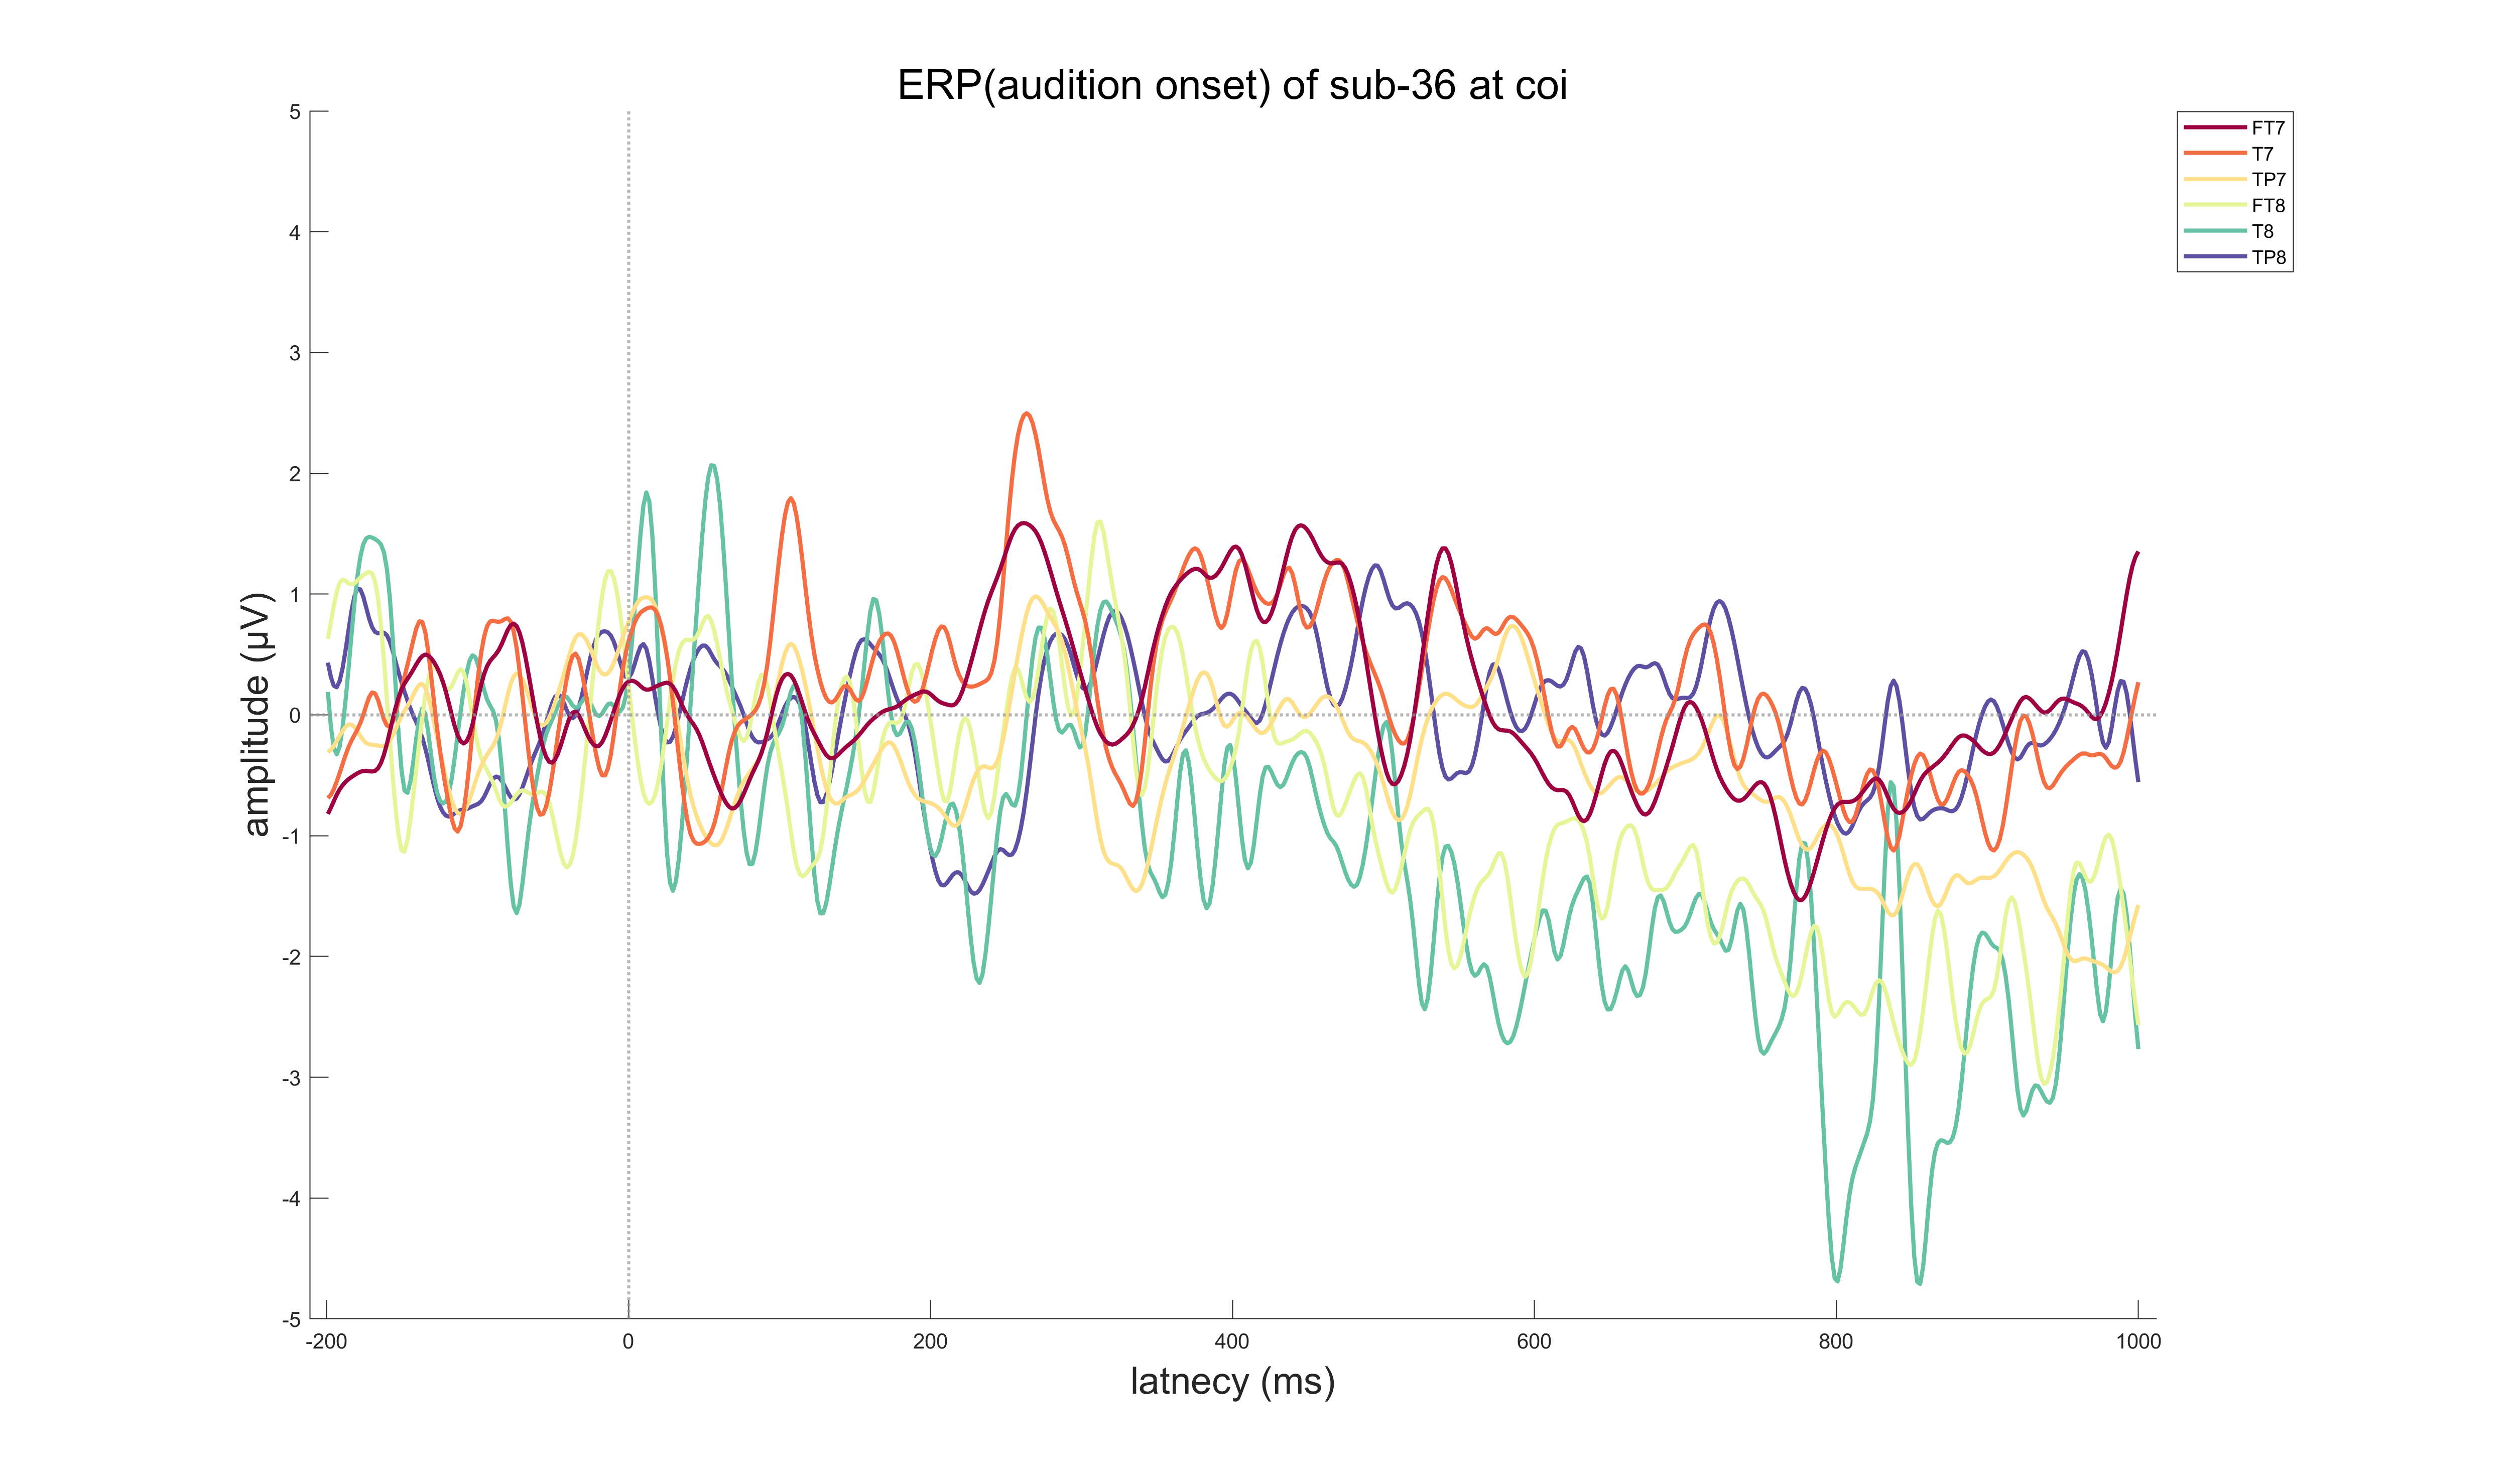 ERP(audition onset) of sub-36 at coi
5
4
3
2
1
0
-1
-2
-3
-4
-5
amplitude (μV)
-200 0 200 400 600 800 1000
latnecy (ms)
FT7
T7
TP7
FT8
T8
TP8